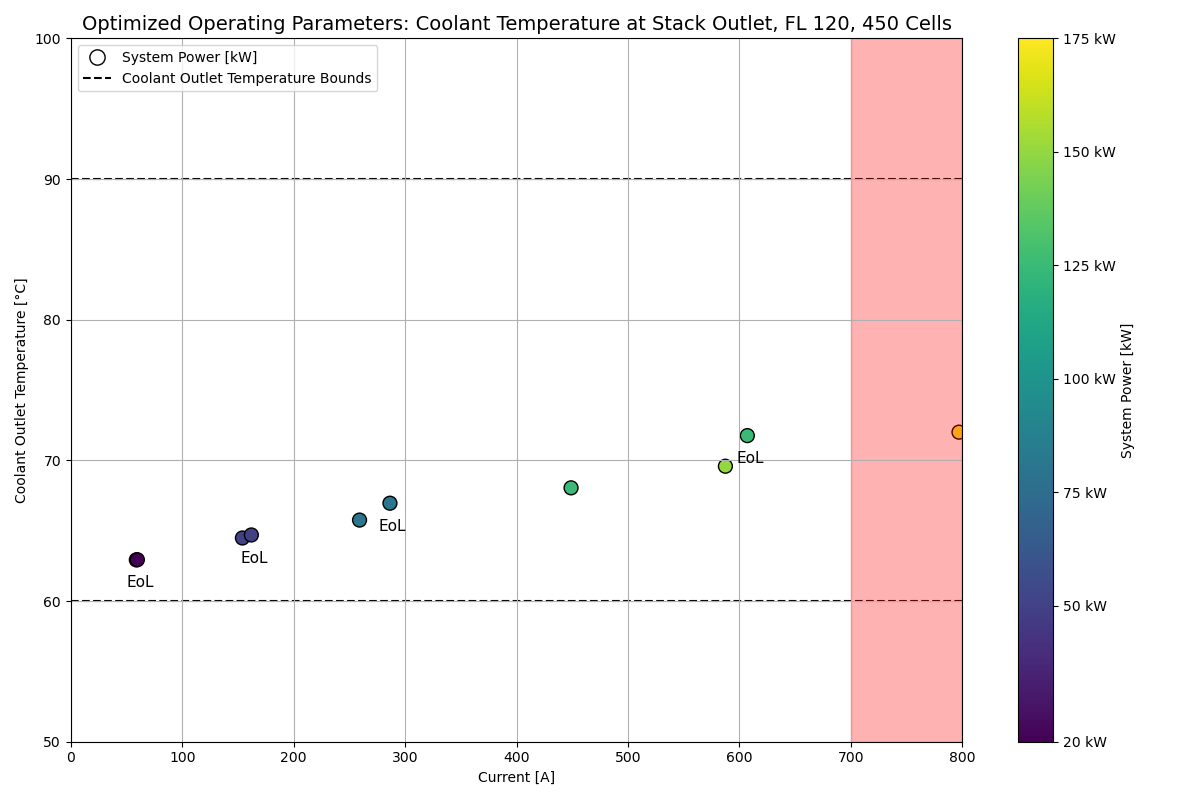 Optimized Operating Parameters: Coolant Temperature at Stack Outlet, FL 120, 450 Cells
System Power [kW]
Coolant Outlet Temperature Bounds
100
90
80
70
60
50
Coolant Outlet Temperature [°C]
EoL
EoL
EoL
EoL
0 100 200 300 400 500 600 700 800
Current [A]
175 kW
150 kW
125 kW
100 kW
75 kW
50 kW
20 kW
System Power [kW]